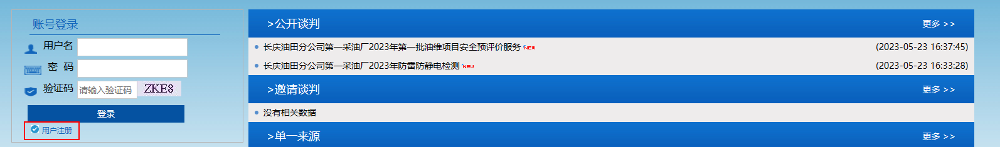 账号登录
用户名
密 码
验证码 请输入验证码 ZKE8
登录
用户注册
>公开谈判 更多 >>
长庆油田分公司第一采油厂2023年第一批油维项目安全预评价服务 NEW (2023-05-23 16:37:45)
长庆油田分公司第一采油厂2023年防雷防静电检测 NEW (2023-05-23 16:33:28)
>邀请谈判 更多 >>
没有相关数据
>单一来源 更多 >>